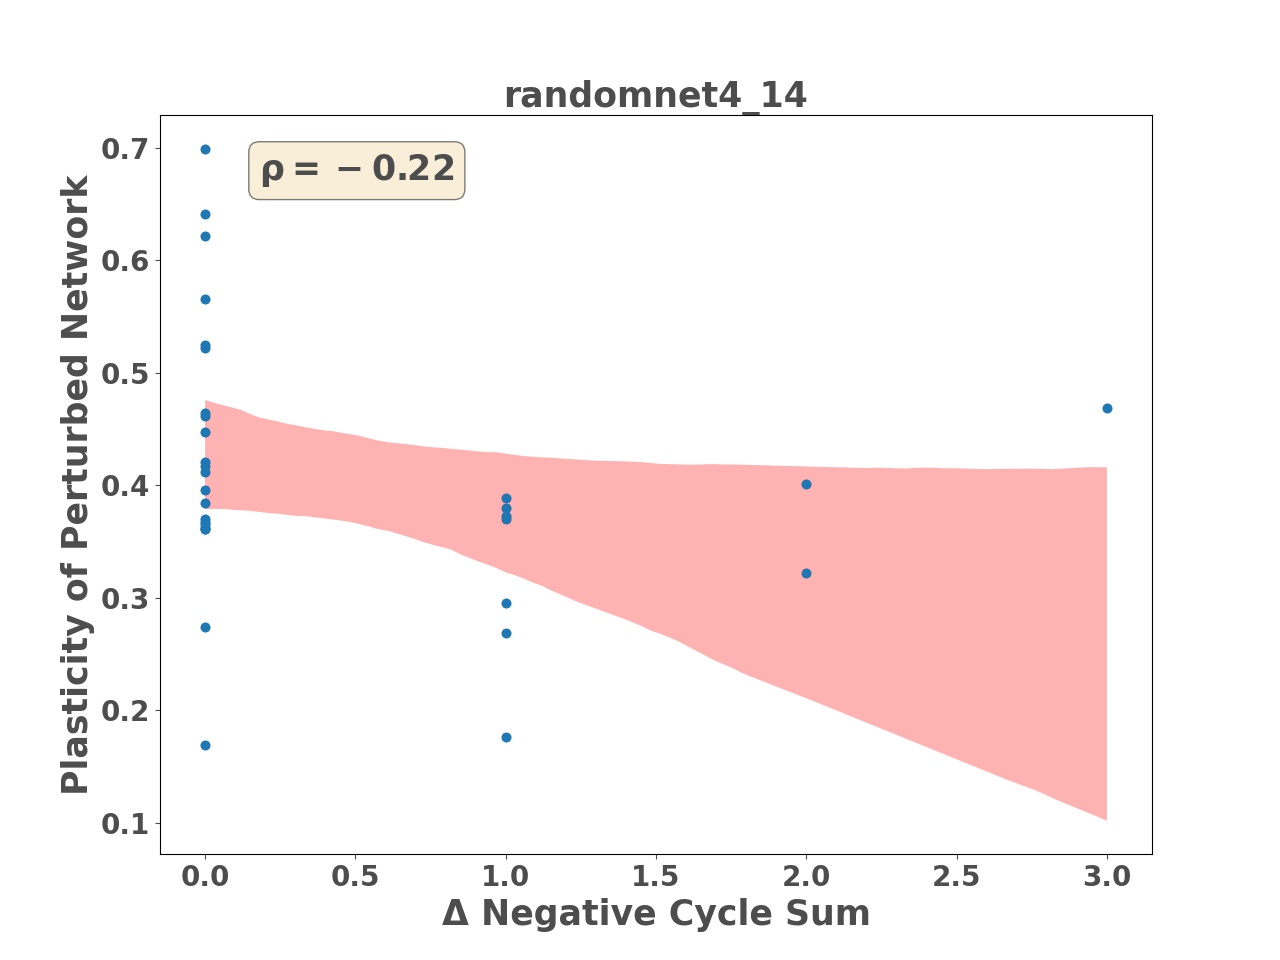 randomnet4_14
ρ = − 0.22
Plasticity of Perturbed Network
0.7
0.6
0.5
0.4
0.3
0.2
0.1
0.0 0.5 1.0 1.5 2.0 2.5 3.0
Δ Negative Cycle Sum